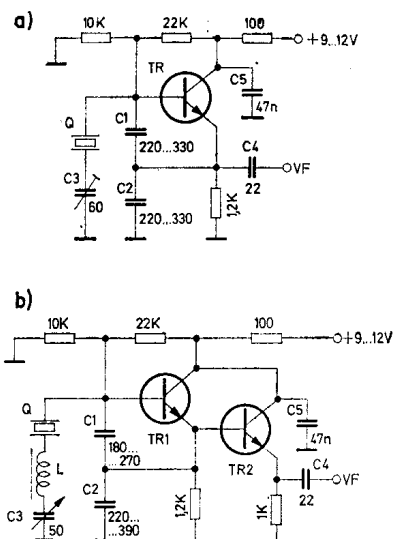 a)
10K 22K 100 +9...12V
TR C5
47n
Q C1
220...330
C4
VF
22
C3
60
C2
220...330
1,2K
b)
10K 22K 100 +9...12V
Q
C1
180...
...270
TR1
TR2
C5
47n
L
C4
VF
22
C3
50
C2
220...
...390
1,2K
1K